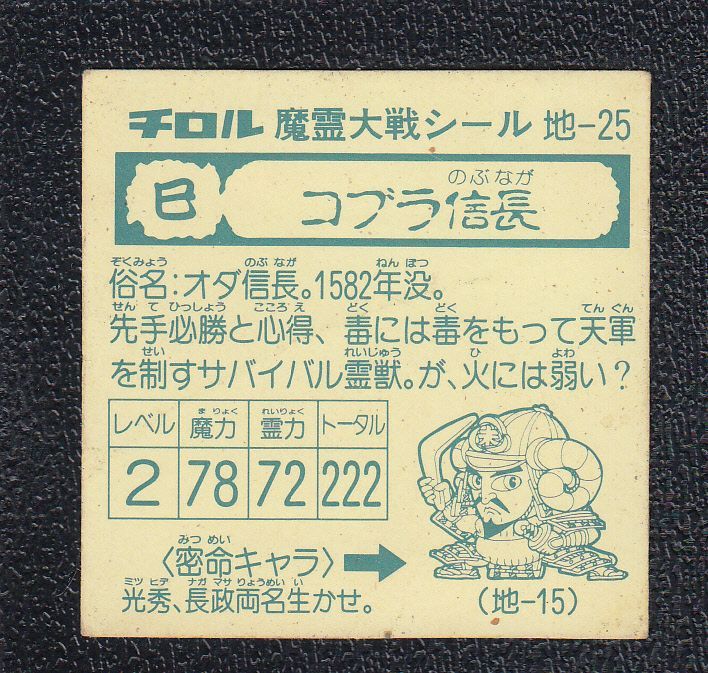 チロル 魔霊大戦シール 地-25
のぶなが
巳 コブラ信長
ぞくみょう のぶ なが ねん ぼつ
俗名:オダ信長。1582年没。
せん て ひっしょう こころ え どく どく てん ぐん
先手必勝と心得、毒には毒をもって天軍
せい れいじゅう ひ よわ
を制すサバイバル霊獣。が、火には弱い?
ま りょく れいりょく
レベル 魔力 霊力 トータル
2 78 72 222
みつ めい
〈密命キャラ〉
ミツ ヒデ ナガ マサ りょうめい い
光秀、長政両名生かせ。
(地-15)